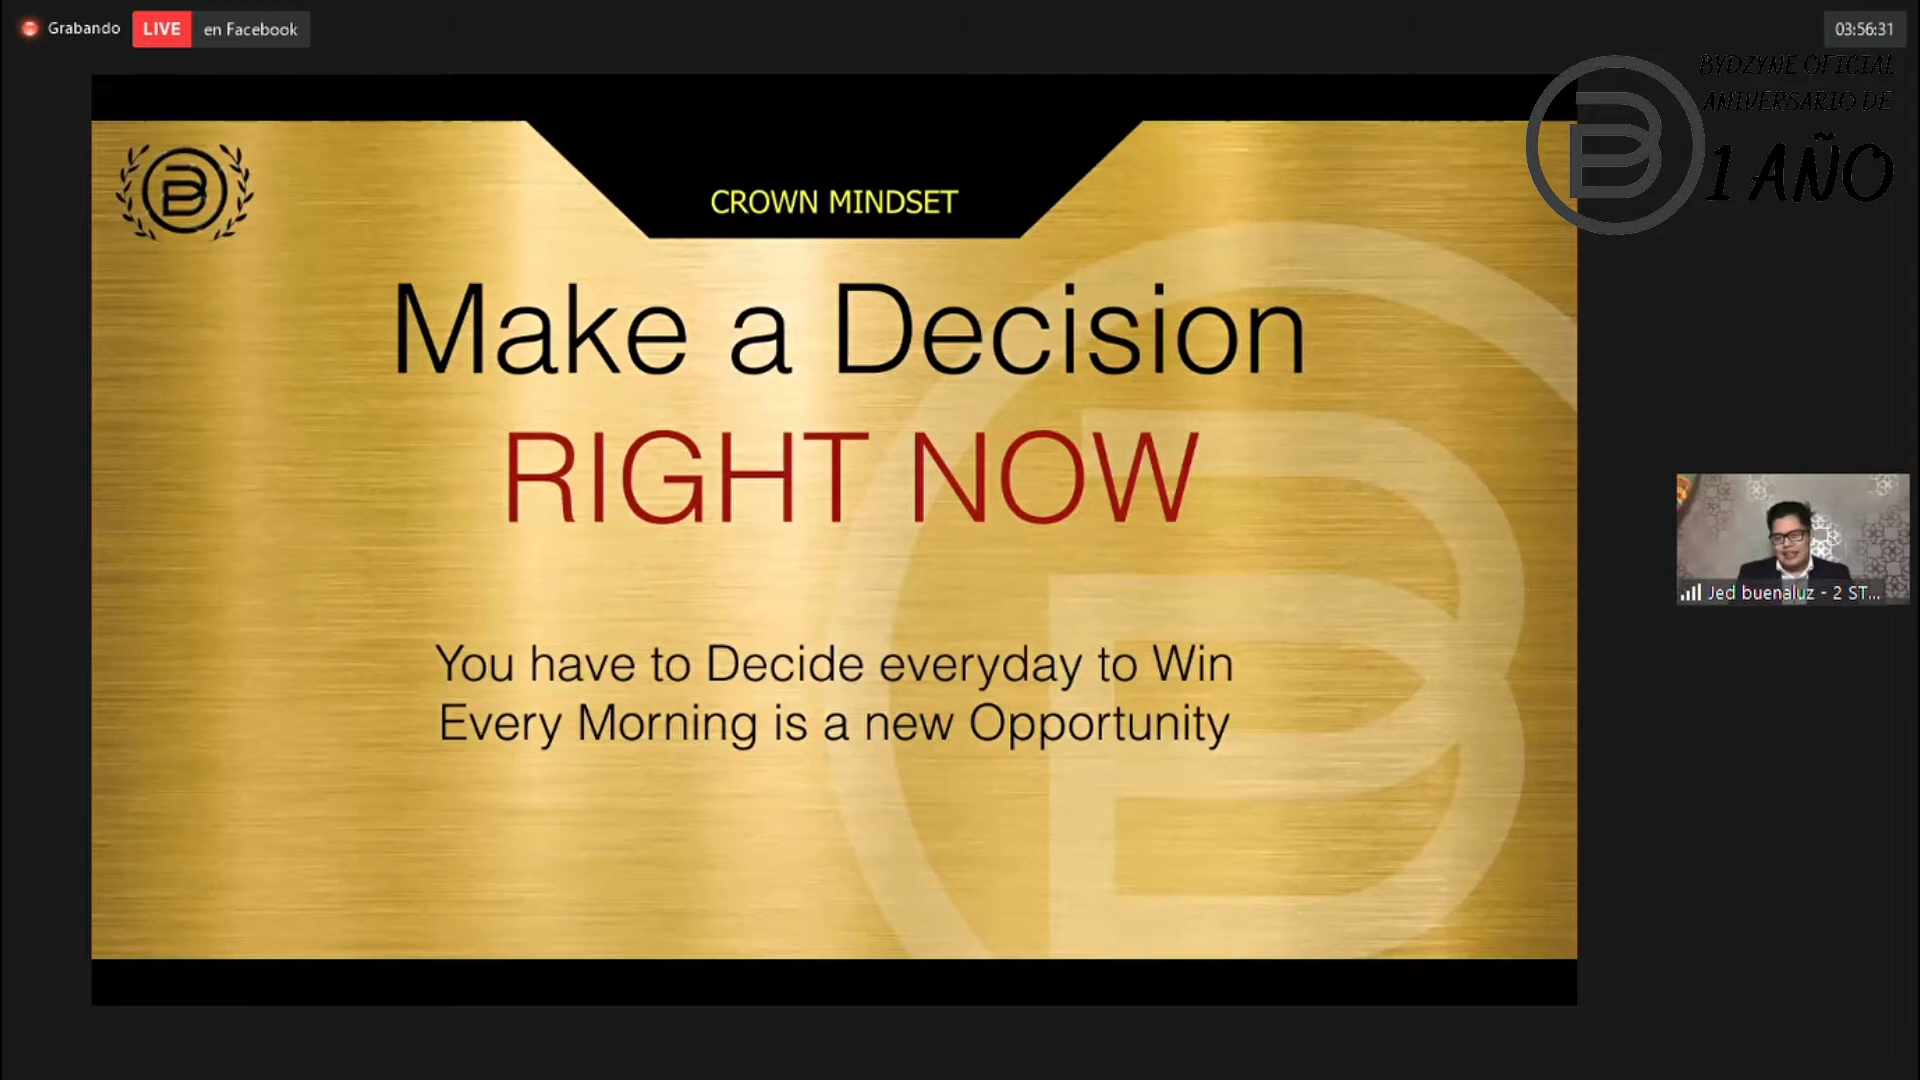 Grabando
LIVE en Facebook
03:56:31
BYDZYNE OFICIAL
ANIVERSARIO DE
1 AÑO
CROWN MINDSET
Make a Decision
RIGHT NOW
You have to Decide everyday to Win
Every Morning is a new Opportunity
Jed buenaluz - 2 ST...